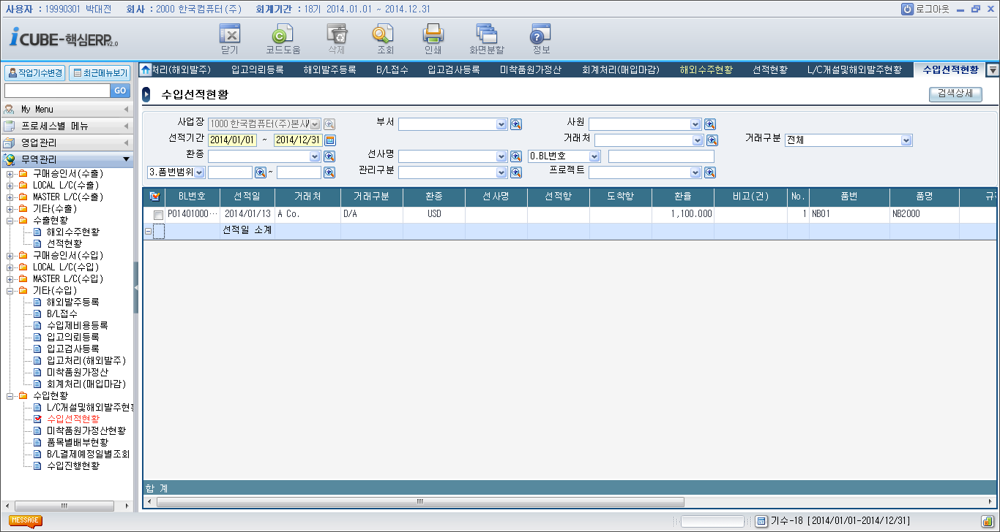 사용자 : 19990301 박대전 회사 : 2000 한국컴퓨터(주) 회계기간 : 18기 2014.01.01 ~ 2014.12.31 로그아웃
iCUBE-핵심ERP v2.0
닫기 코드도움 삭제 조회 인쇄 화면분할 정보
작업기수변경 최근메뉴보기
처리(해외발주) 입고의뢰등록 해외발주등록 B/L접수 입고검사등록 미착품원가정산 회계처리(매입마감) 해외수주현황 선적현황 L/C개설및해외발주현황 수입선적현황
GO
수입선적현황 검색상세
My Menu
프로세스별 메뉴
영업관리
무역관리
구매승인서(수출)
LOCAL L/C(수출)
MASTER L/C(수출)
기타(수출)
수출현황
해외수주현황
선적현황
구매승인서(수입)
LOCAL L/C(수입)
MASTER L/C(수입)
기타(수입)
해외발주등록
B/L접수
수입제비용등록
입고의뢰등록
입고검사등록
입고처리(해외발주)
미착품원가정산
회계처리(매입마감)
수입현황
L/C개설및해외발주현황
수입선적현황
미착품원가정산현황
품목별배부현황
B/L결제예정일별조회
수입진행현황
사업장 1000 한국컴퓨터(주)본사 부서 사원
선적기간 2014/01/01 ~ 2014/12/31 거래처 거래구분 전체
환종 선사명 0.BL번호
3.품번범위 ~ 관리구분 프로젝트
BL번호 선적일 거래처 거래구분 환종 선사명 선적항 도착항 환율 비고(건) No. 품번 품명 규
P01401000··· 2014/01/13 A Co. D/A USD 1,100.000 1 NB01 NB2000
선적일 소계
합 계
MESSAGE
기수-18 [2014/01/01-2014/12/31]